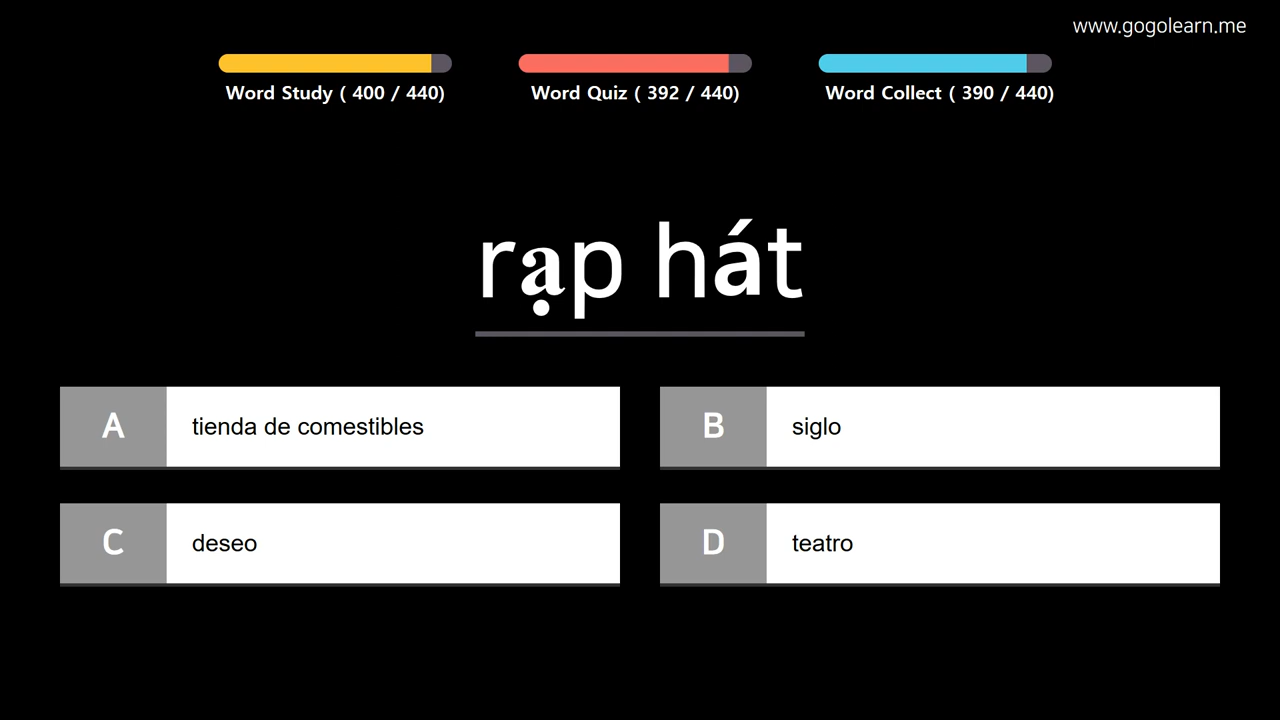 www.gogolearn.me
Word Study ( 400 / 440)
Word Quiz ( 392 / 440)
Word Collect ( 390 / 440)
rạp hát
A tienda de comestibles
B siglo
C deseo
D teatro